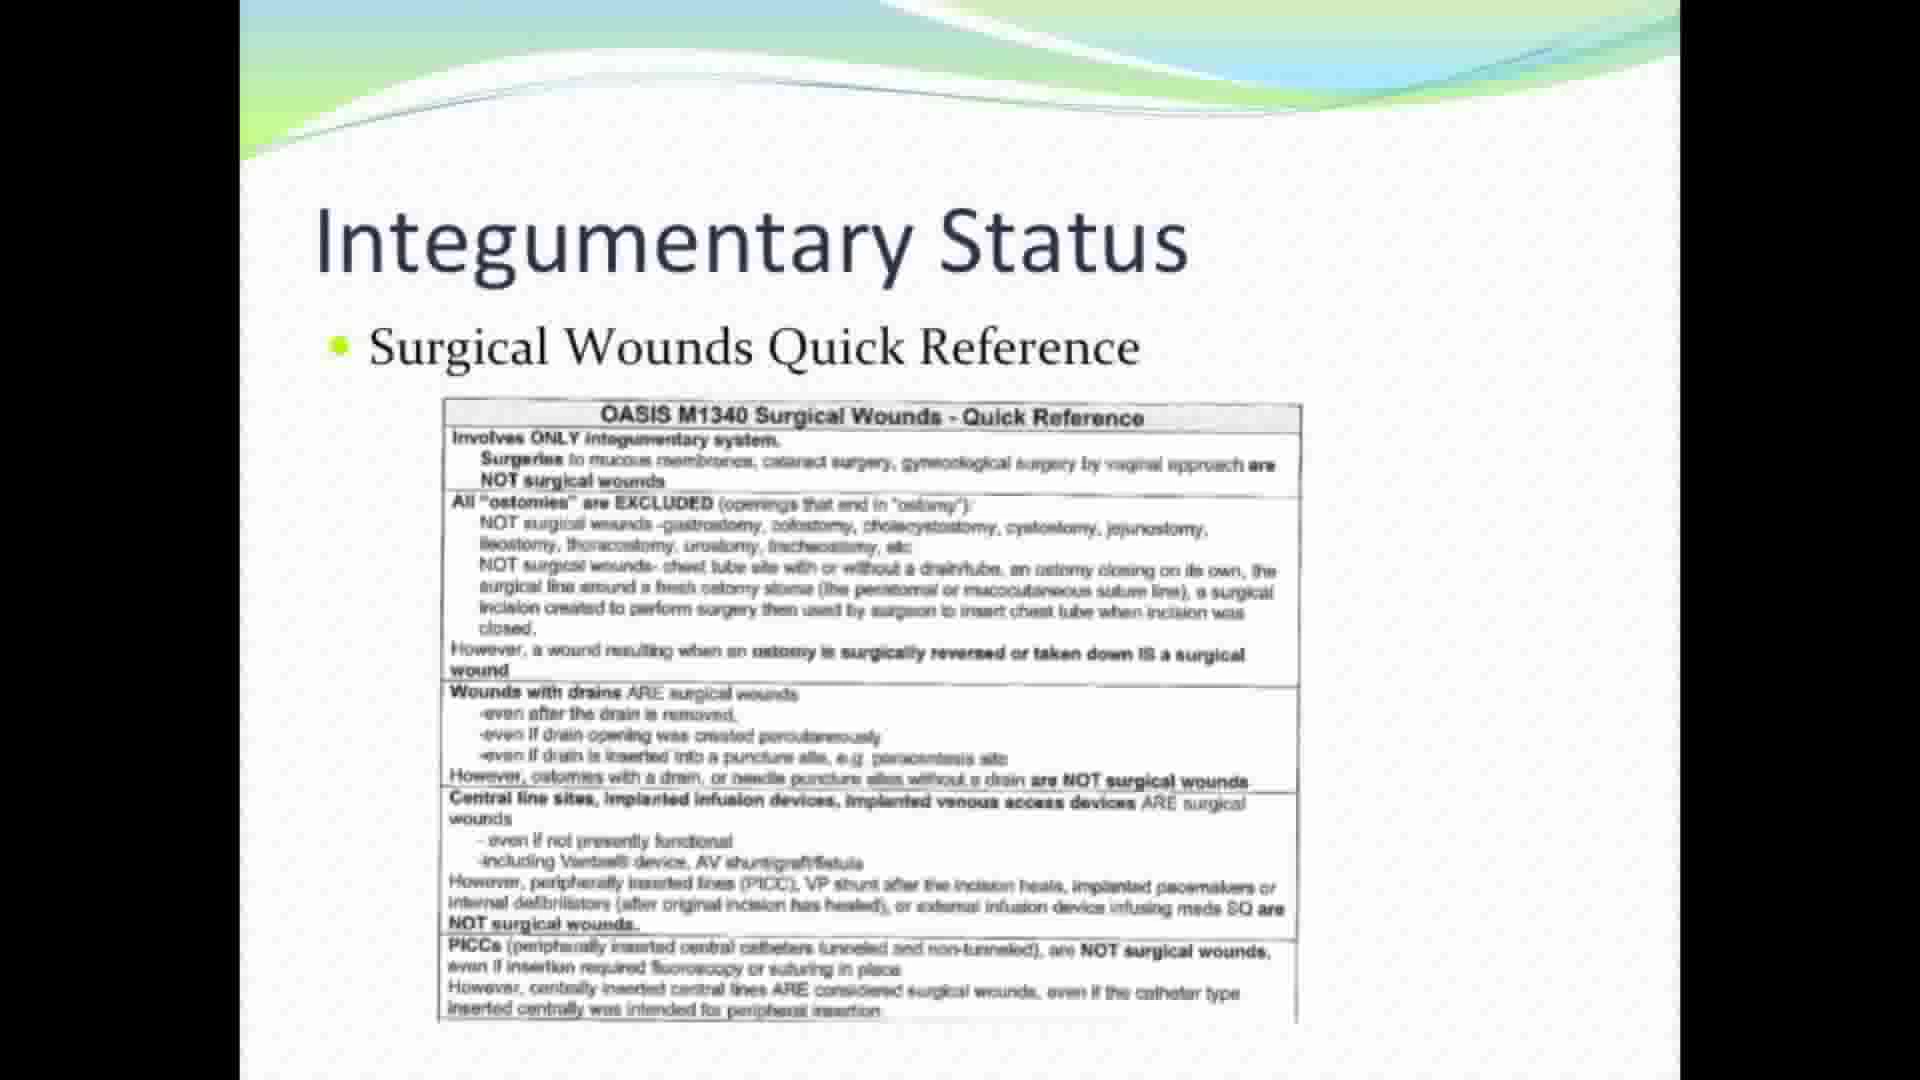 Integumentary Status
• Surgical Wounds Quick Reference
OASIS M1340 Surgical Wounds - Quick Reference
Involves ONLY integumentary system.
Surgeries to mucous membranes, cataract surgery, gynecological surgery by vaginal approach are
NOT surgical wounds
All "ostomies" are EXCLUDED (openings that end in "ostomy"):
NOT surgical wounds -gastrostomy, colostomy, cholecystostomy, cystostomy, jejunostomy,
ileostomy, thoracostomy, urostomy, tracheostomy, etc
NOT surgical wounds- chest tube site with or without a drain/tube, an ostomy closing on its own, the
surgical line around a fresh ostomy stoma (the peristomal or mucocutaneous suture line), a surgical
incision created to perform surgery then used by surgeon to insert chest tube when incision was
closed.
However, a wound resulting when an ostomy is surgically reversed or taken down IS a surgical
wound
Wounds with drains ARE surgical wounds
-even after the drain is removed,
-even if drain opening was created percutaneously
-even if drain is inserted into a puncture site, e.g. paracentesis site
However, ostomies with a drain, or needle puncture sites without a drain are NOT surgical wounds
Central line sites, implanted infusion devices, implanted venous access devices ARE surgical
wounds
- even if not presently functional
-including device, AV shunt/graft/fistula
However, peripherally inserted lines (PICC), VP shunt after the incision heals, implanted pacemakers or
internal defibrillators (after original incision has healed), or external infusion device infusing meds SQ are
NOT surgical wounds.
PICCs (peripherally inserted central catheters tunneled and non-tunneled), are NOT surgical wounds,
even if insertion required fluoroscopy or suturing in place
However, centrally inserted central lines ARE considered surgical wounds, even if the catheter type
inserted centrally was intended for peripheral insertion